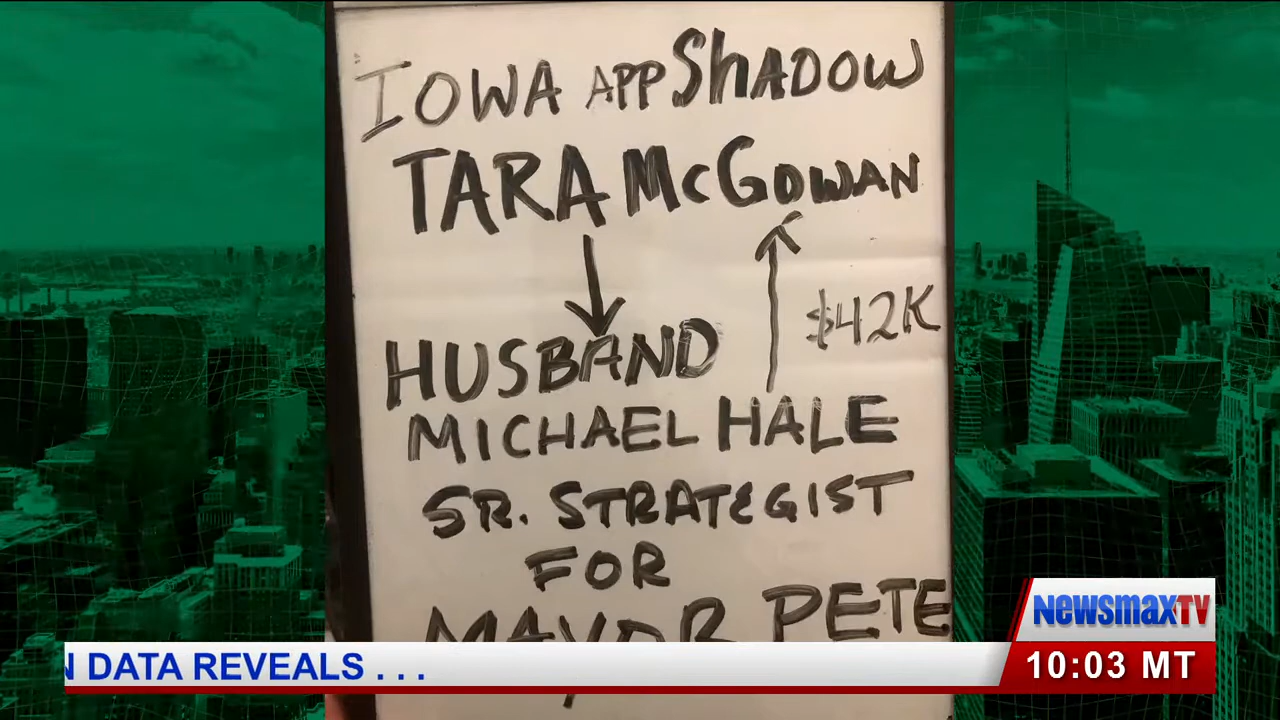 IOWA APP ShADOW
TARA McGOWAN
$42K
HUSBAND
MICHAEL HALE
SR. STRATEGIST
FOR
MAYOR PETE
NEWSMAXTV
DATA REVEALS . . .
10:03 MT